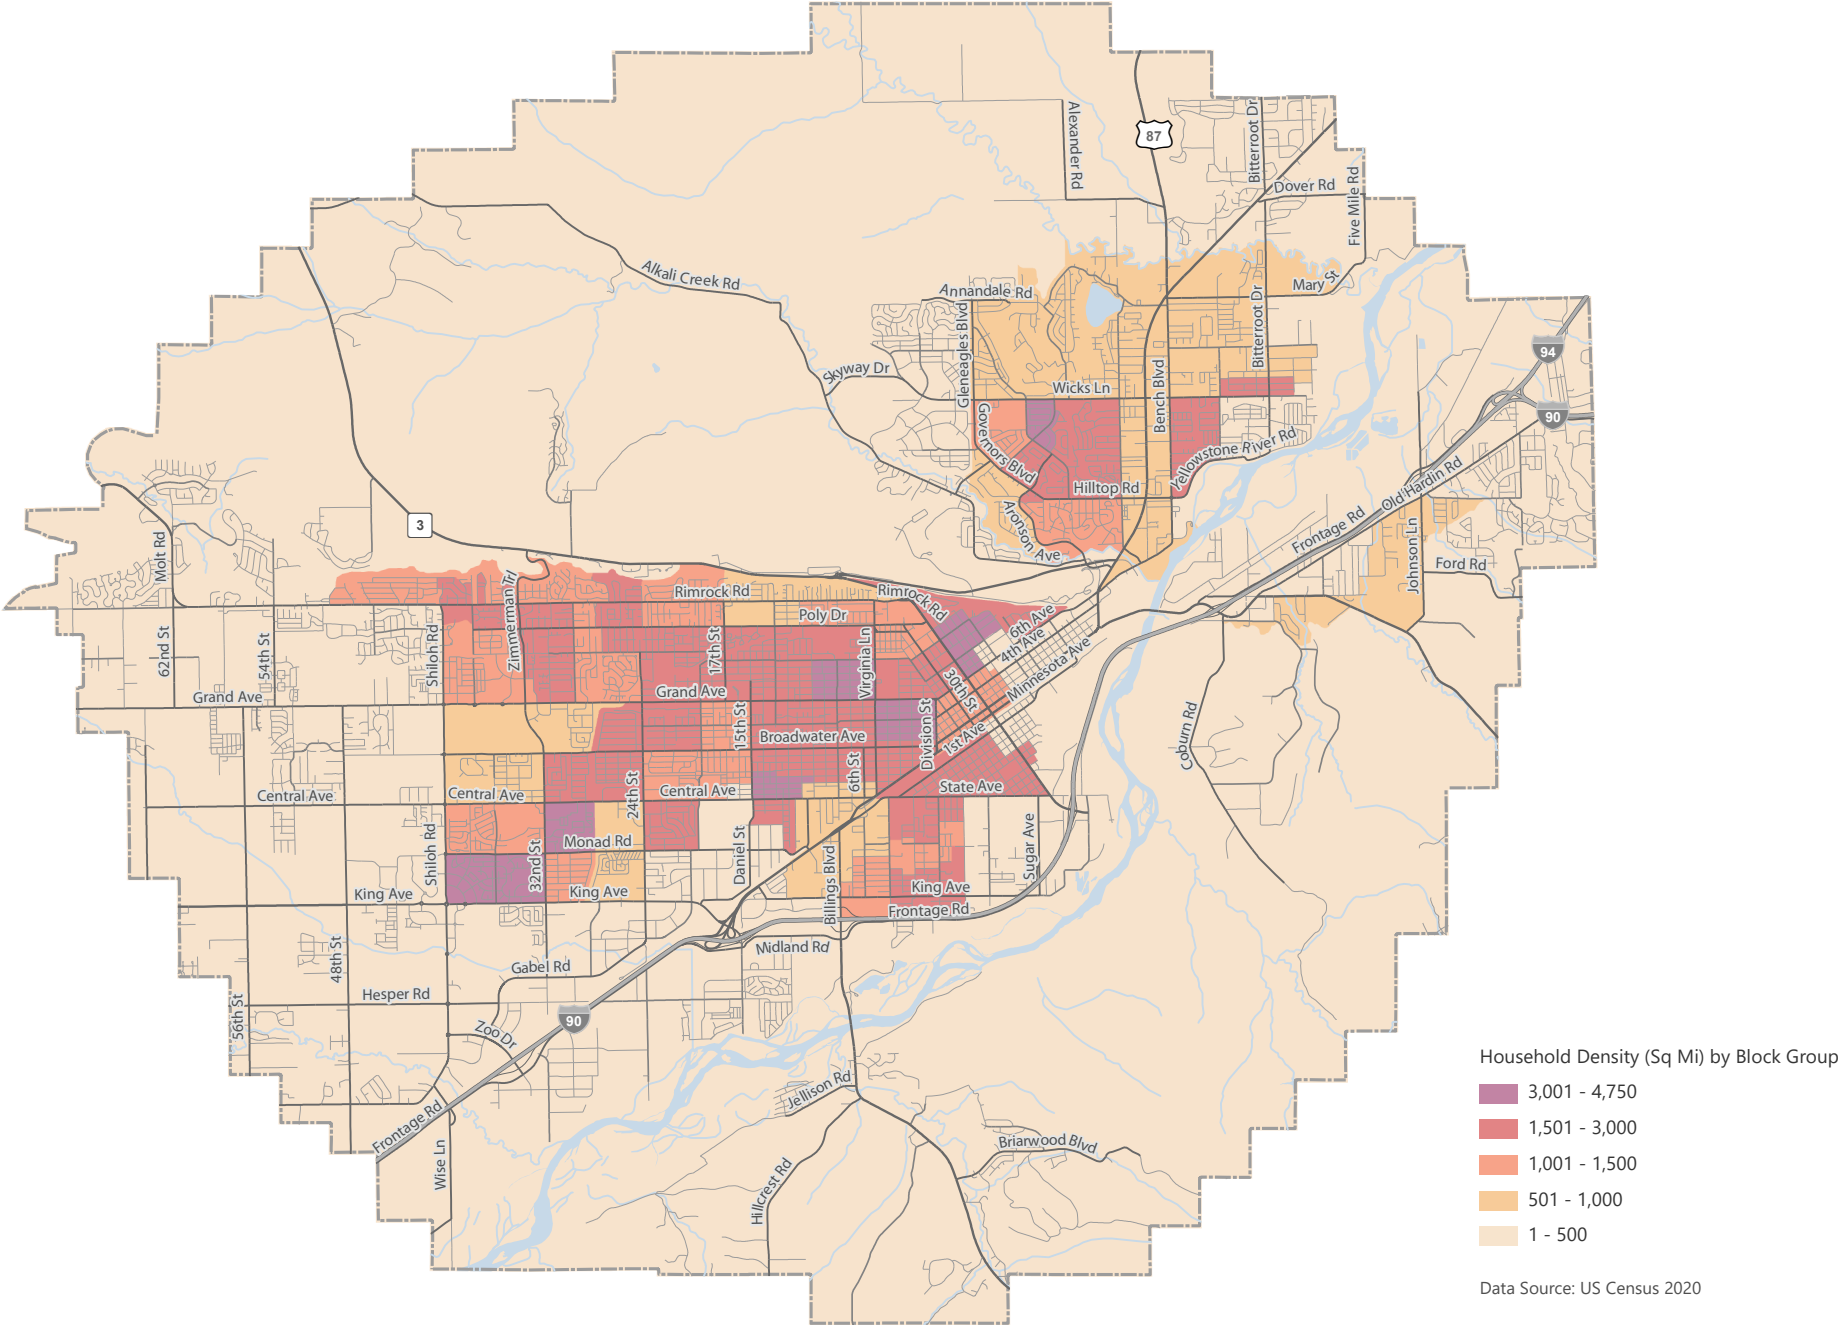 87
Alexander Rd
Bitterroot Dr
Dover Rd
Five Mile Rd
Alkali Creek Rd
Annandale Rd
Mary St
Gleneagles Blvd
Bitterroot Dr
94
Skyway Dr
Wicks Ln
Bench Blvd
90
Governors Blvd
Yellowstone River Rd
Hilltop Rd
Old Hardin Rd
3
Aronson Ave
Frontage Rd
Johnson Ln
Molt Rd
Ford Rd
Zimmerman Trl
Rimrock Rd
Rimrock Rd
Poly Dr
6th Ave
4th Ave
62nd St
54th St
Shiloh Rd
17th St
Virginia Ln
Minnesota Ave
Grand Ave
Grand Ave
30th St
15th St
Broadwater Ave
Division St
1st Ave
Coburn Rd
6th St
Central Ave
Central Ave
24th St
Central Ave
State Ave
Shiloh Rd
Monad Rd
Daniel St
Sugar Ave
32nd St
Billings Blvd
King Ave
King Ave
King Ave
Frontage Rd
48th St
Midland Rd
Gabel Rd
Hesper Rd
56th St
Zoo Dr
90
Jellison Rd
Frontage Rd
Wise Ln
Hillcrest Rd
Briarwood Blvd
Household Density (Sq Mi) by Block Group
3,001 - 4,750
1,501 - 3,000
1,001 - 1,500
501 - 1,000
1 - 500
Data Source: US Census 2020